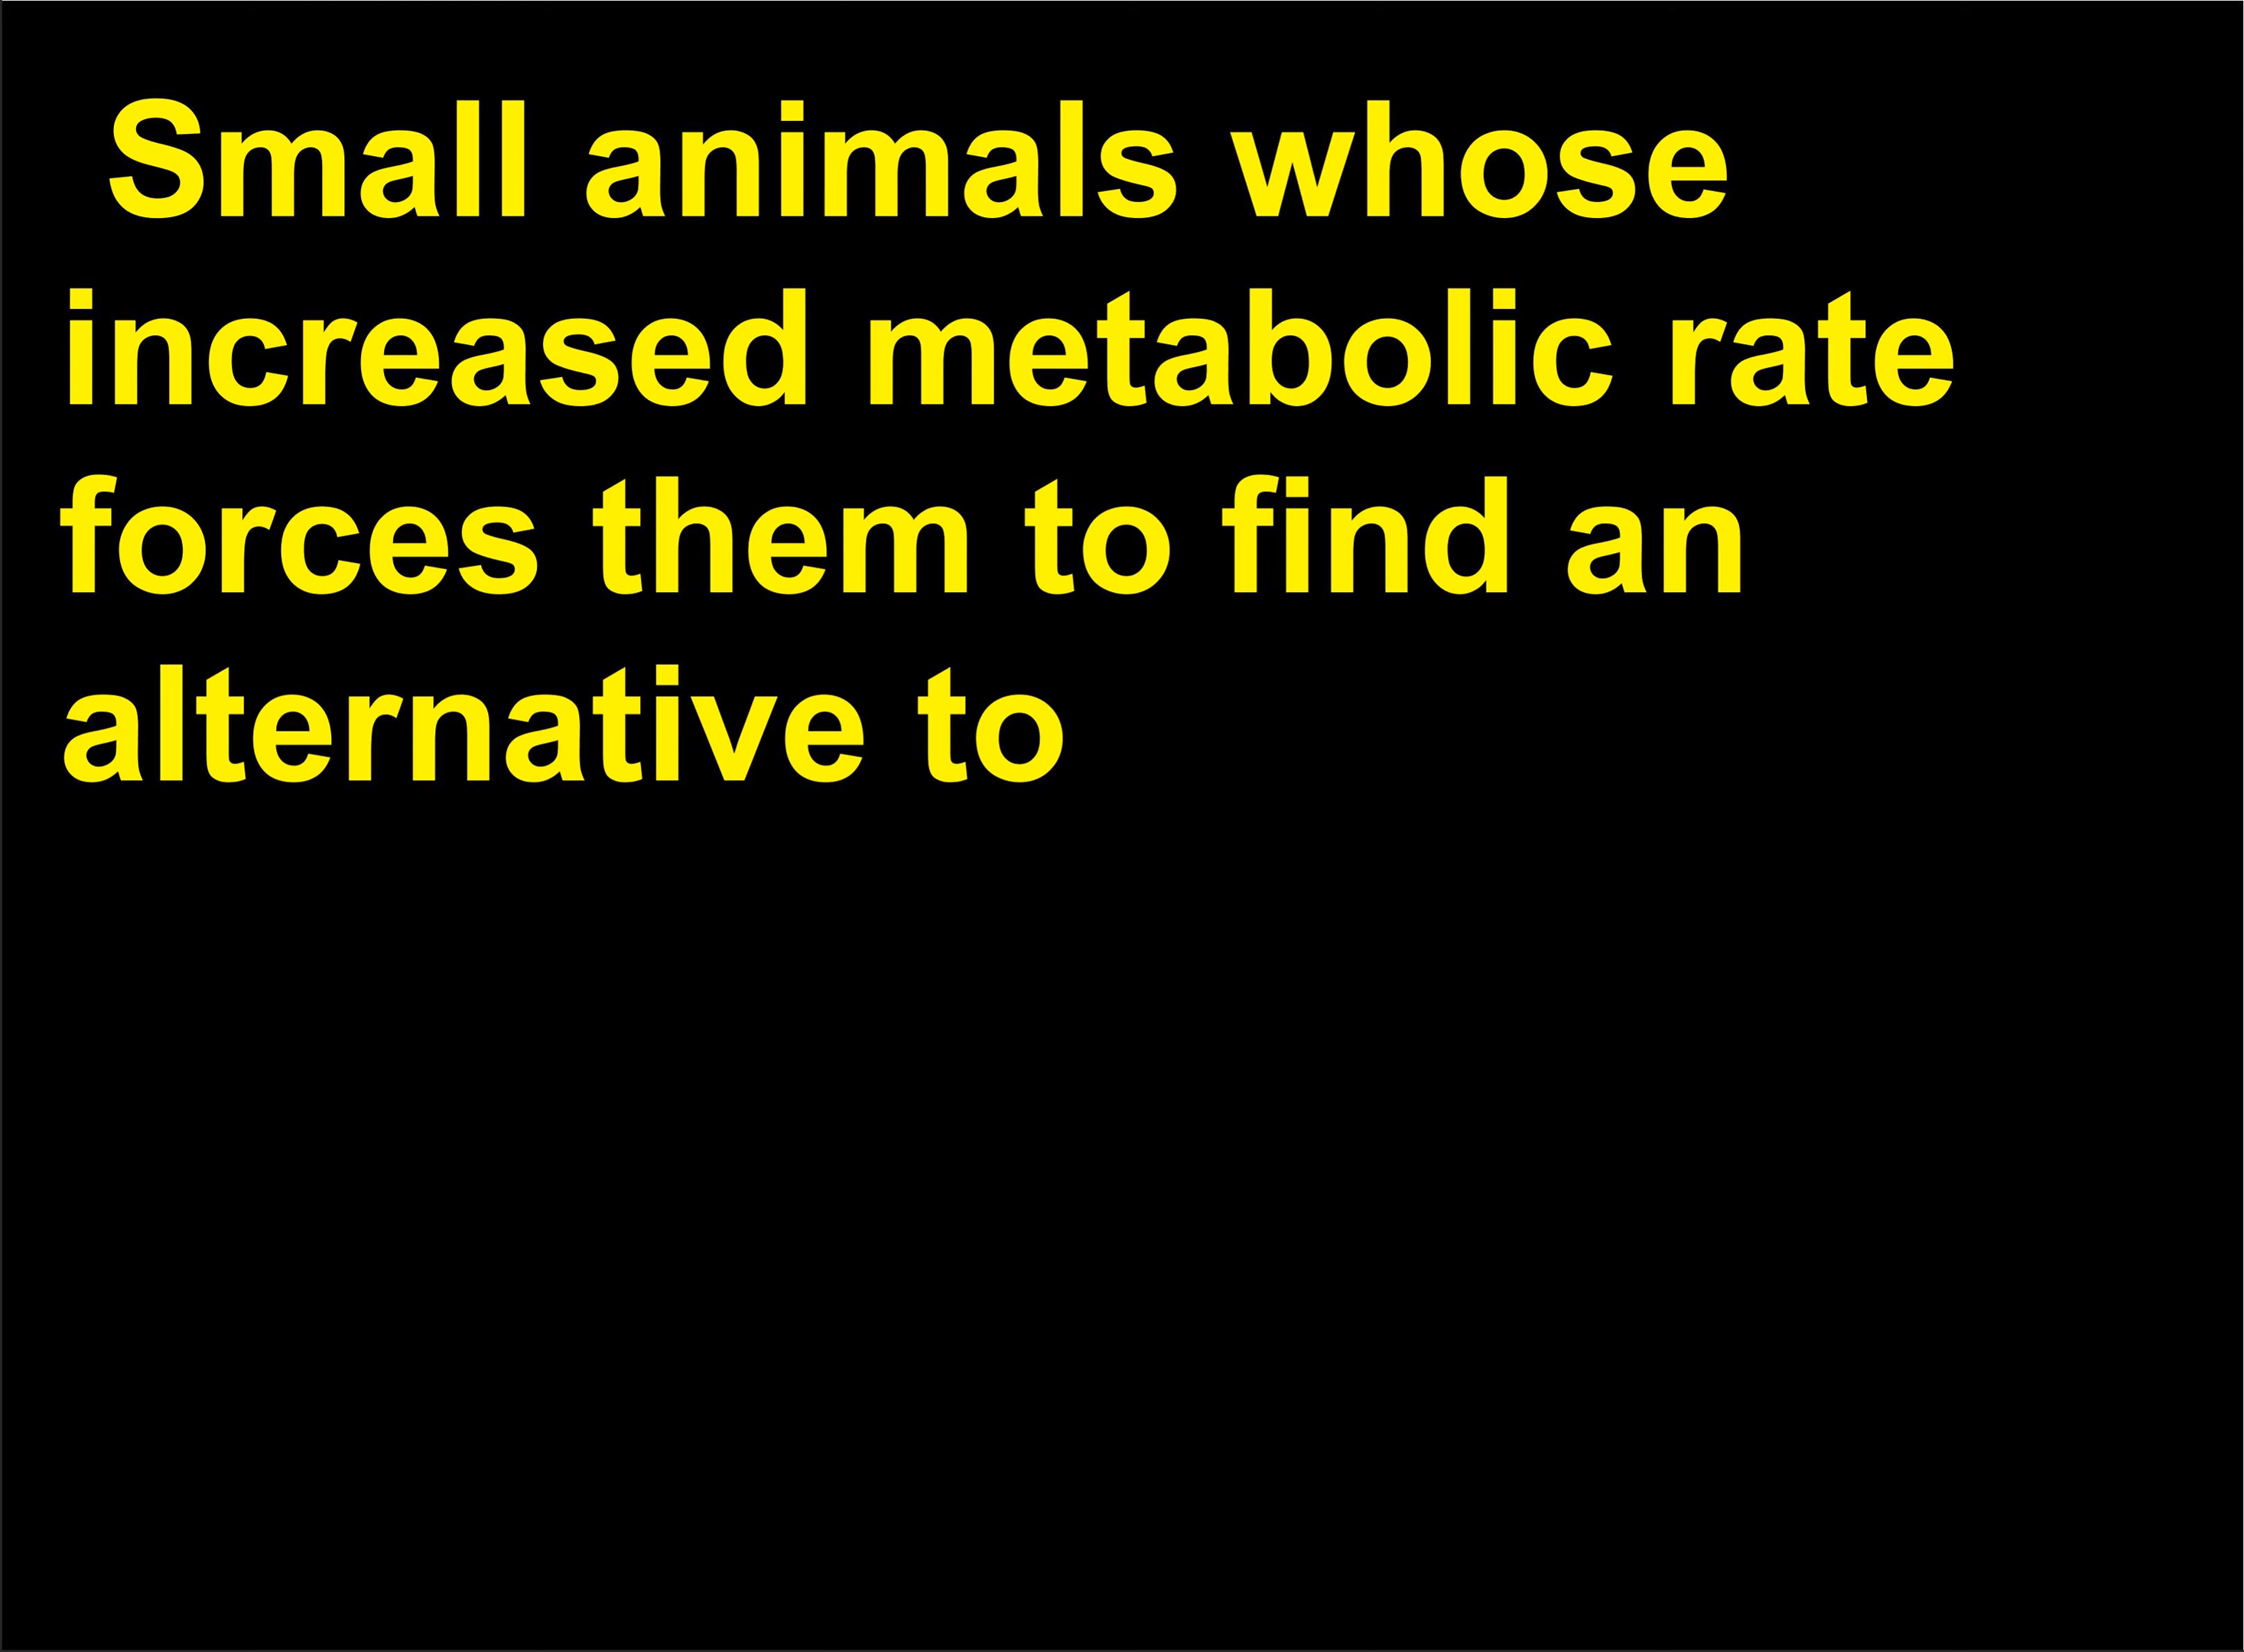 Small animals whose
increased metabolic rate
forces them to find an
alternative to